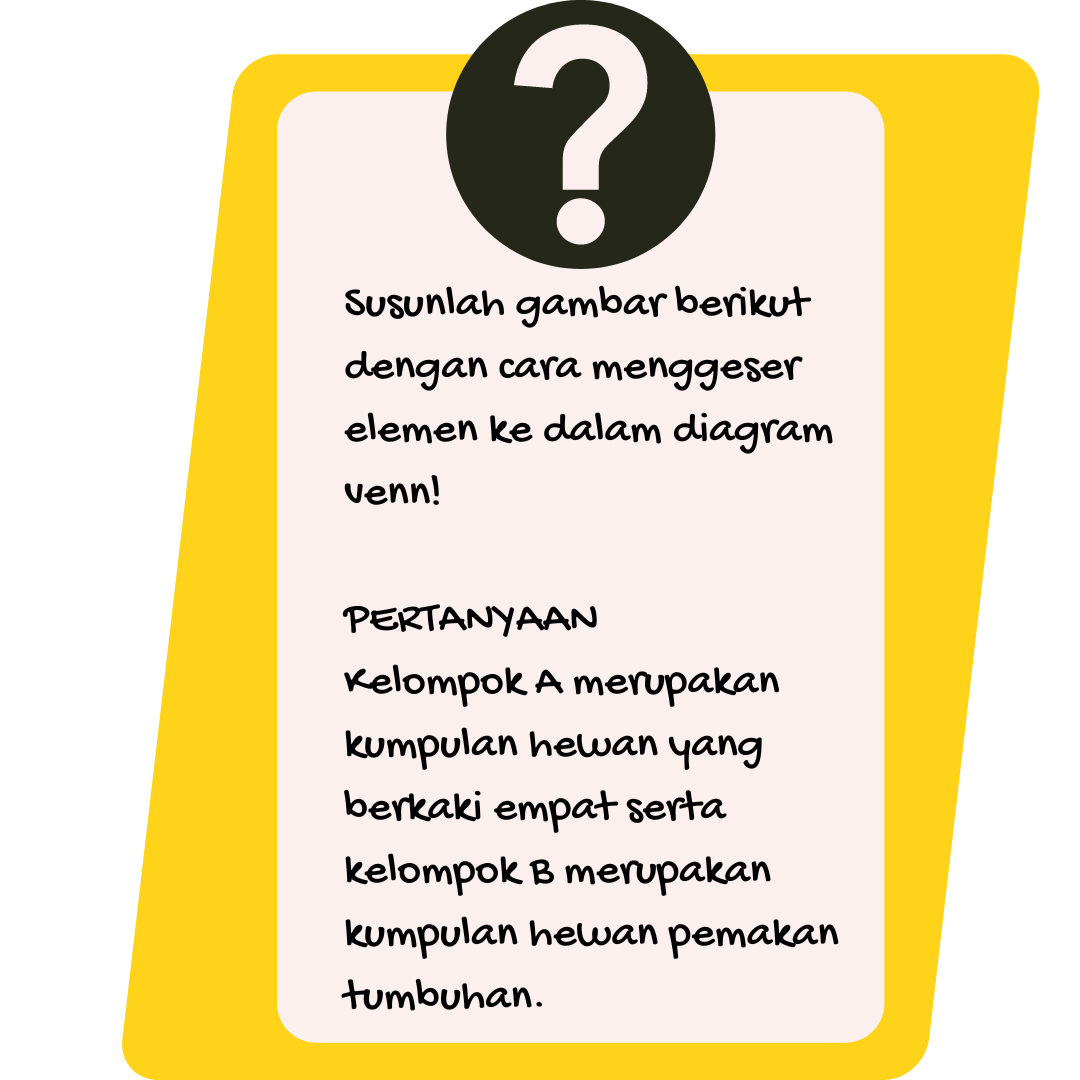 ?
Susunlah gambar berikut
dengan cara menggeser
elemen ke dalam diagram
venn!
PERTANYAAN
Kelompok A merupakan
kumpulan hewan yang
berkaki empat serta
kelompok B merupakan
kumpulan hewan pemakan
tumbuhan.